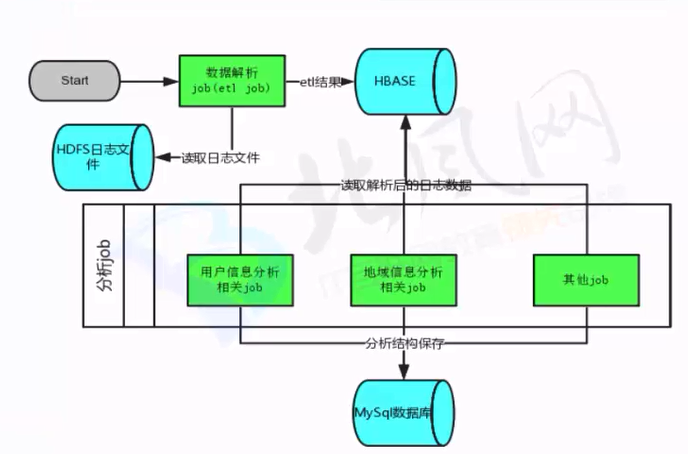 Start
数据解析
job(etl job)
etl结果
HBASE
HDFS日志文
件
读取日志文件
读取解析后的日志数据
北风网
分析job
用户信息分析
相关job
地域信息分析
相关job
其他job
分析结构保存
MySql数据库